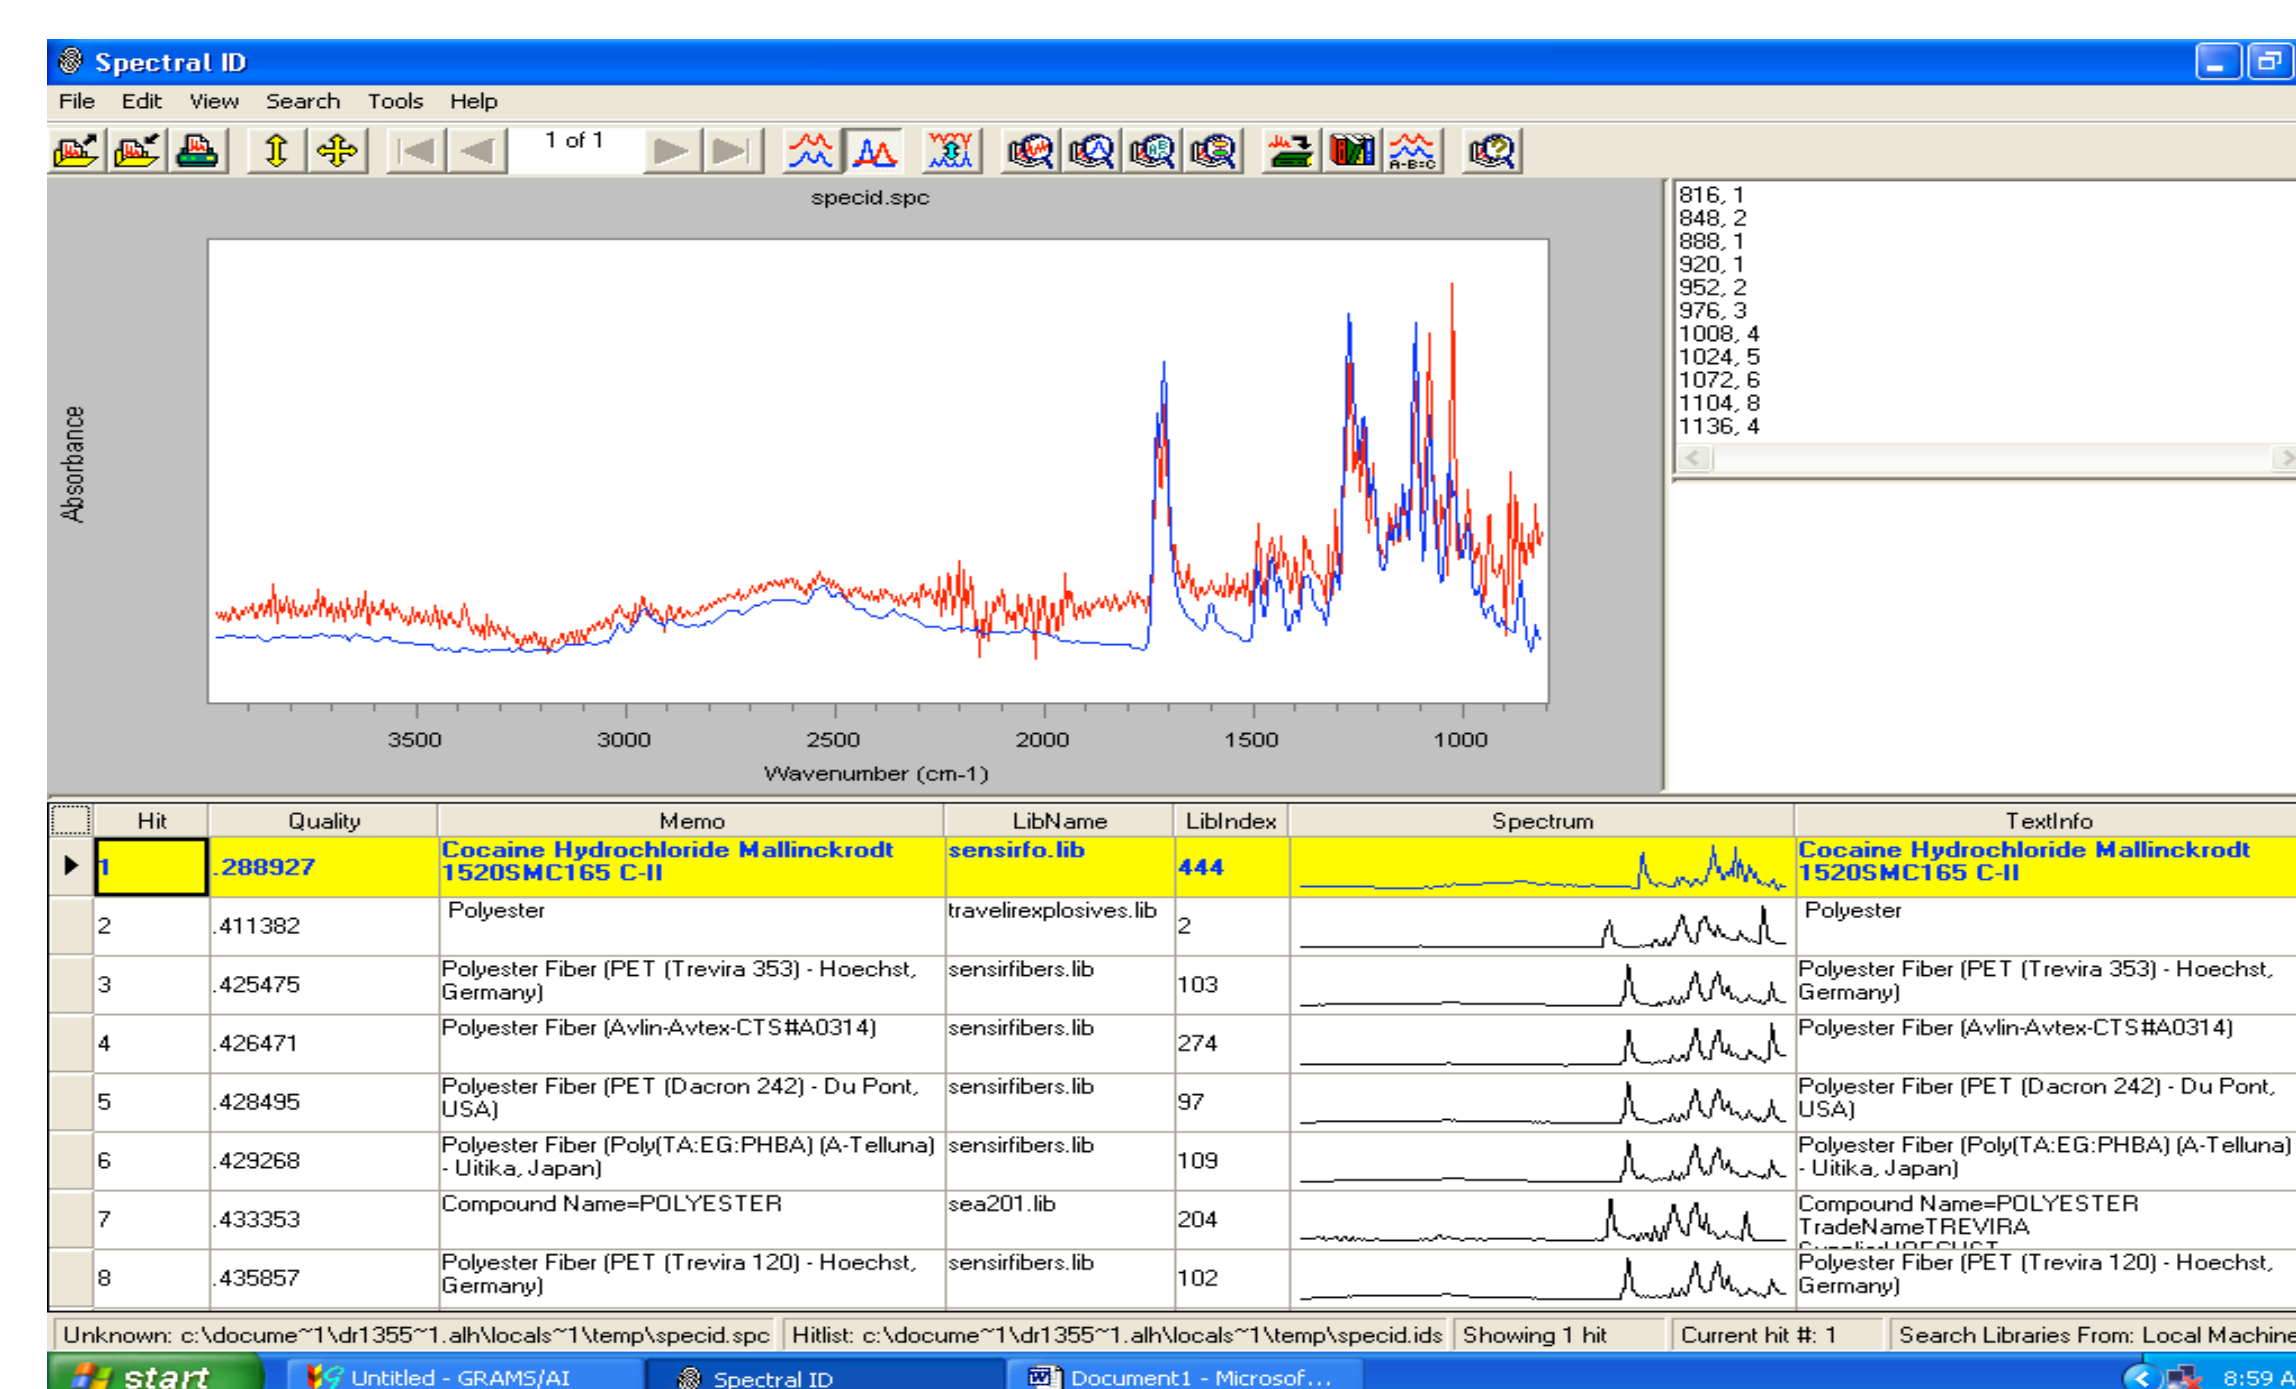 Spectral ID
File Edit View Search Tools Help
1 of 1
A-B=C
specid.spc
Absorbance
3500 3000 2500 2000 1500 1000
Wavenumber (cm-1)
816, 1
848, 2
888, 1
920, 1
952, 2
976, 3
1008, 4
1024, 5
1072, 6
1104, 8
1136, 4
Hit Quality Memo LibName LibIndex Spectrum TextInfo
1 .288927 Cocaine Hydrochloride Mallinckrodt sensirfo.lib 444 Cocaine Hydrochloride Mallinckrodt
1520SMC165 C-II 1520SMC165 C-II
2 .411382 Polyester travelirexplosives.lib 2 Polyester
3 .425475 Polyester Fiber (PET (Trevira 353) - Hoechst, sensirfibers.lib 103 Polyester Fiber (PET (Trevira 353) - Hoechst,
Germany) Germany)
4 .426471 Polyester Fiber (Avlin-Avtex-CTS#A0314) sensirfibers.lib 274 Polyester Fiber (Avlin-Avtex-CTS#A0314)
5 .428495 Polyester Fiber (PET (Dacron 242) - Du Pont, sensirfibers.lib 97 Polyester Fiber (PET (Dacron 242) - Du Pont,
USA) USA)
6 .429268 Polyester Fiber (Poly(TA:EG:PHBA) (A-Telluna) sensirfibers.lib 109 Polyester Fiber (Poly(TA:EG:PHBA) (A-Telluna)
- Uitika, Japan) - Uitika, Japan)
7 .433353 Compound Name=POLYESTER sea201.lib 204 Compound Name=POLYESTER
TradeNameTREVIRA
8 .435857 Polyester Fiber (PET (Trevira 120) - Hoechst, sensirfibers.lib 102 Polyester Fiber (PET (Trevira 120) - Hoechst,
Germany) Germany)
Unknown: c:\docume~1\dr1355~1.alh\locals~1\temp\specid.spc Hitlist: c:\docume~1\dr1355~1.alh\locals~1\temp\specid.ids Showing 1 hit Current hit #: 1 Search Libraries From: Local Machine
start Untitled - GRAMS/AI Spectral ID Document1 - Microsof... 8:59 A